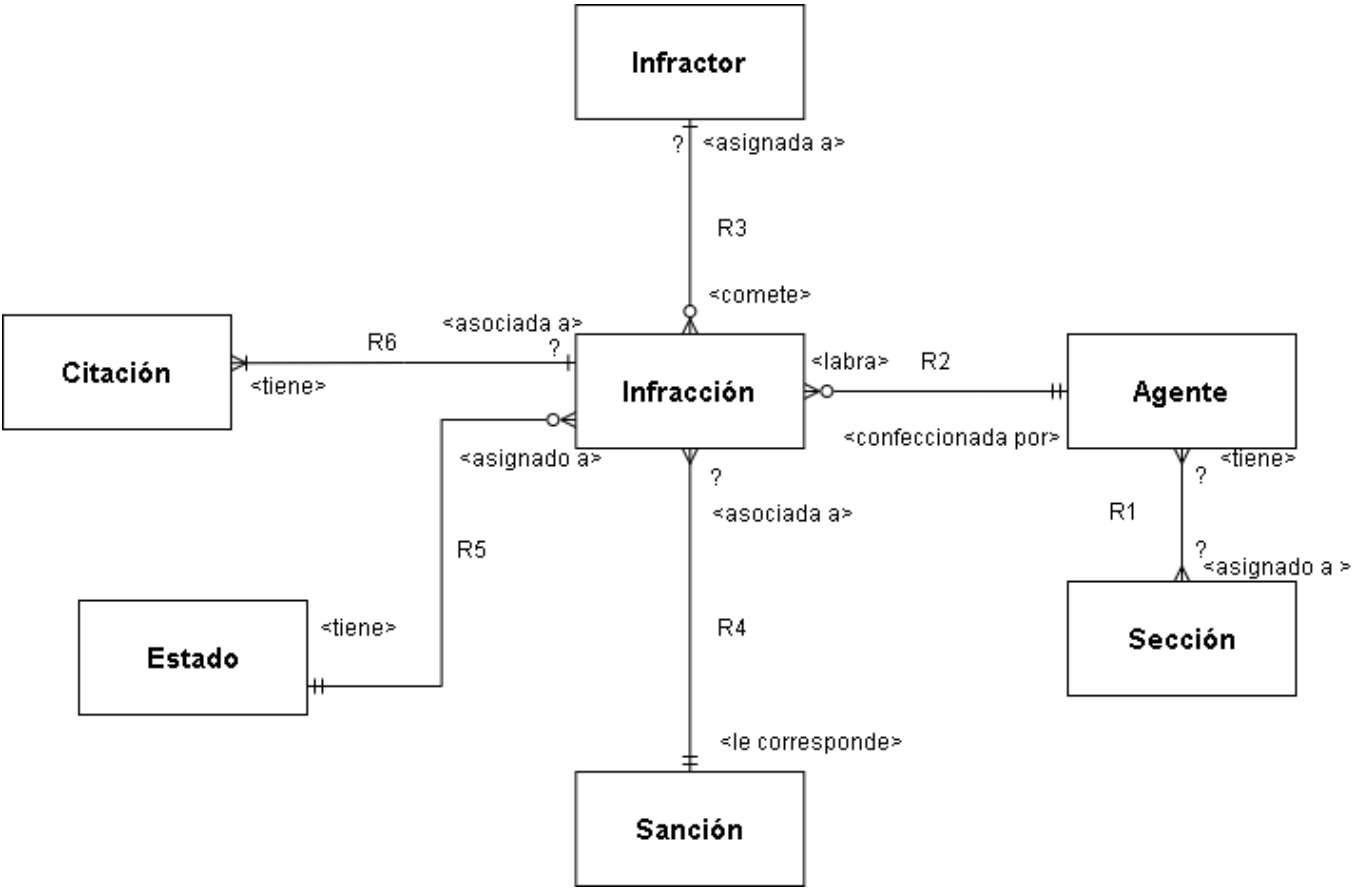 Infractor
?
<asignada a>
R3
<comete>
<asociada a>
R6
?
Citación
<tiene>
Infracción
<labra>
R2
Agente
<confeccionada por>
<asignado a>
?
<asociada a>
<tiene>
?
R1
?
<asignado a >
Sección
R5
<tiene>
Estado
R4
<le corresponde>
Sanción